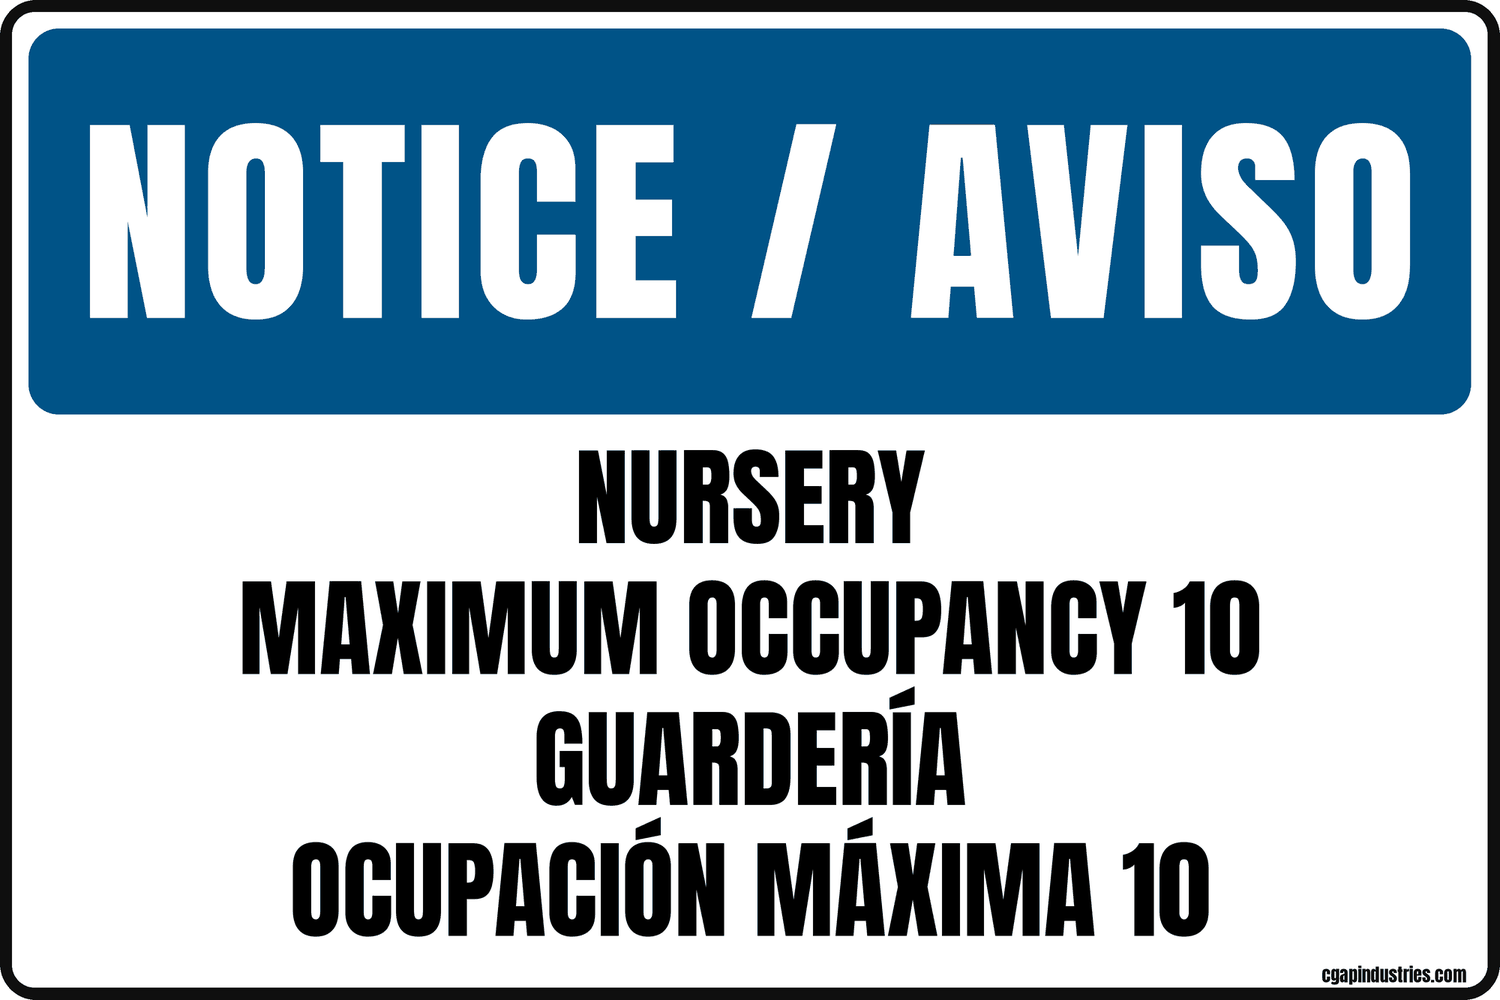 NOTICE / AVISO
NURSERY
MAXIMUM OCCUPANCY 10
GUARDERÍA
OCUPACIÓN MÁXIMA 10
cgapindustries.com